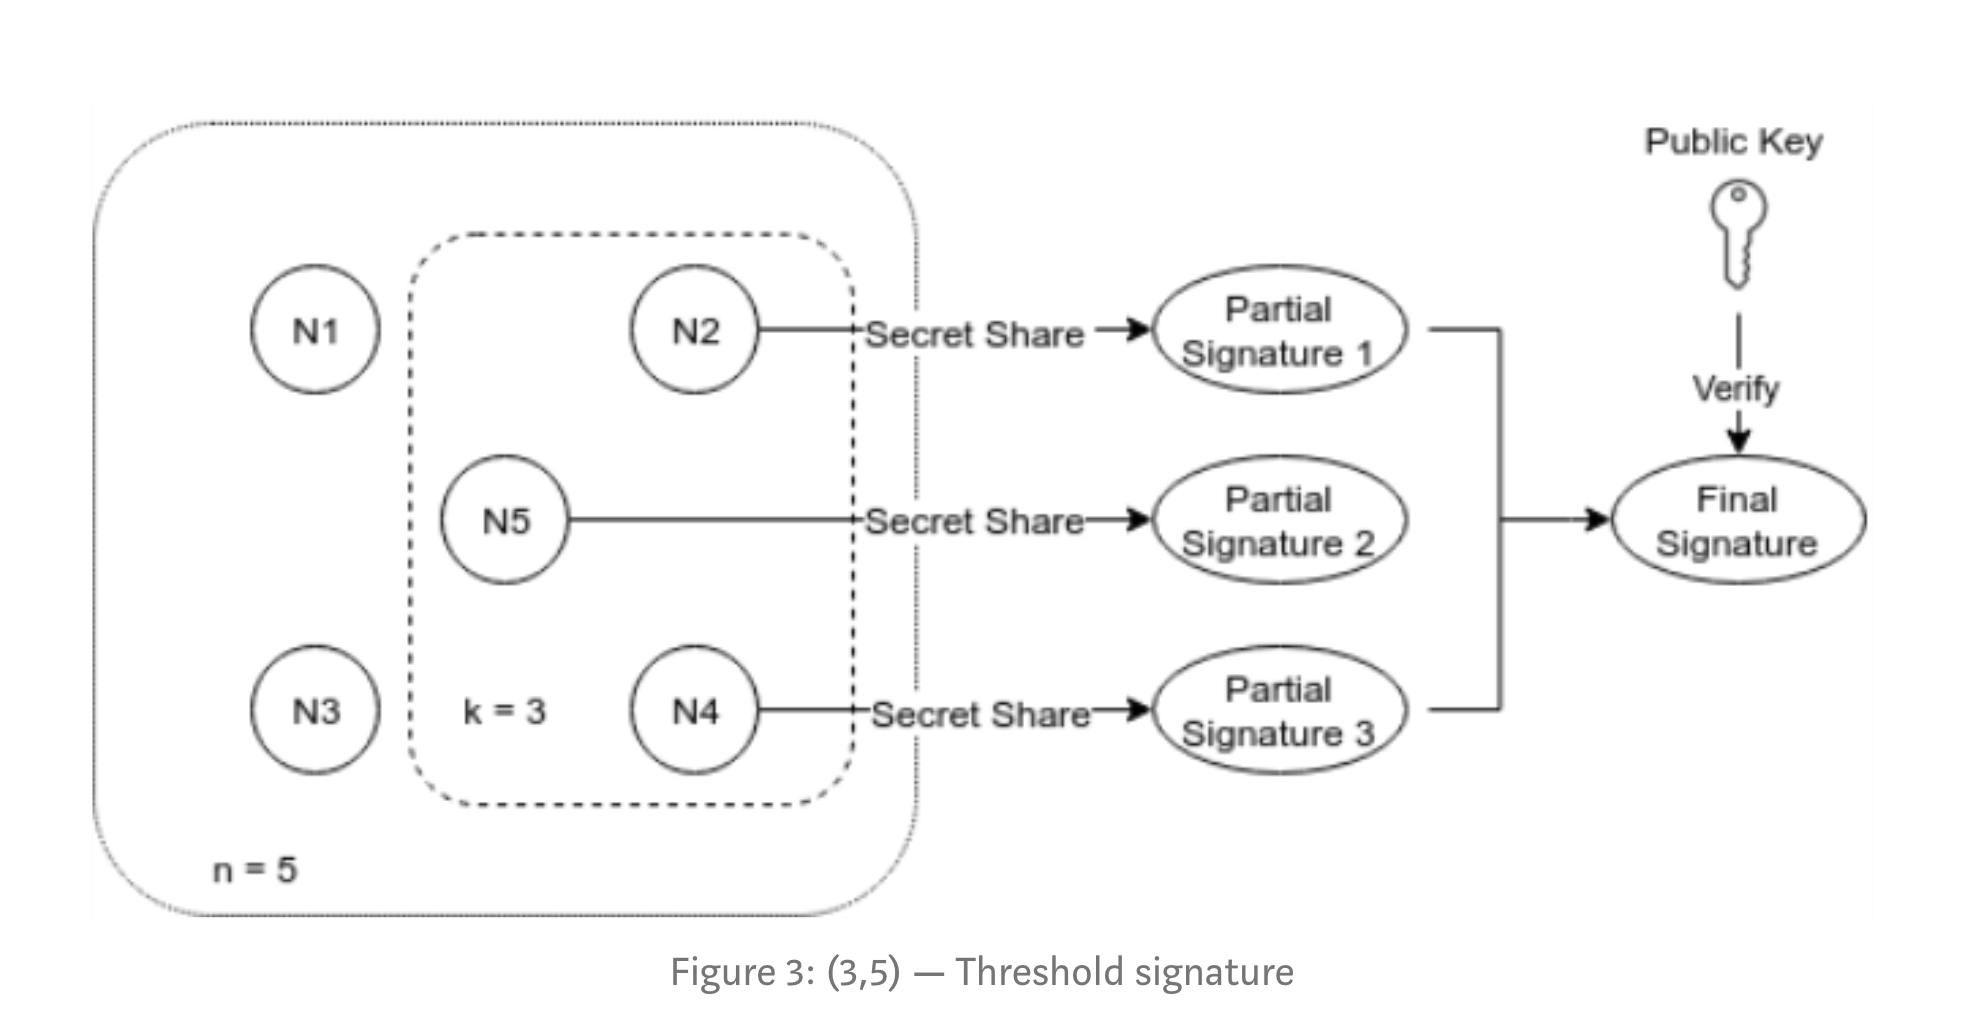 Public Key
N1
N2
Secret Share
Partial
Signature 1
Verify
N5
Secret Share
Partial
Signature 2
Final
Signature
N3
k = 3
N4
Secret Share
Partial
Signature 3
n = 5
Figure 3: (3,5) — Threshold signature